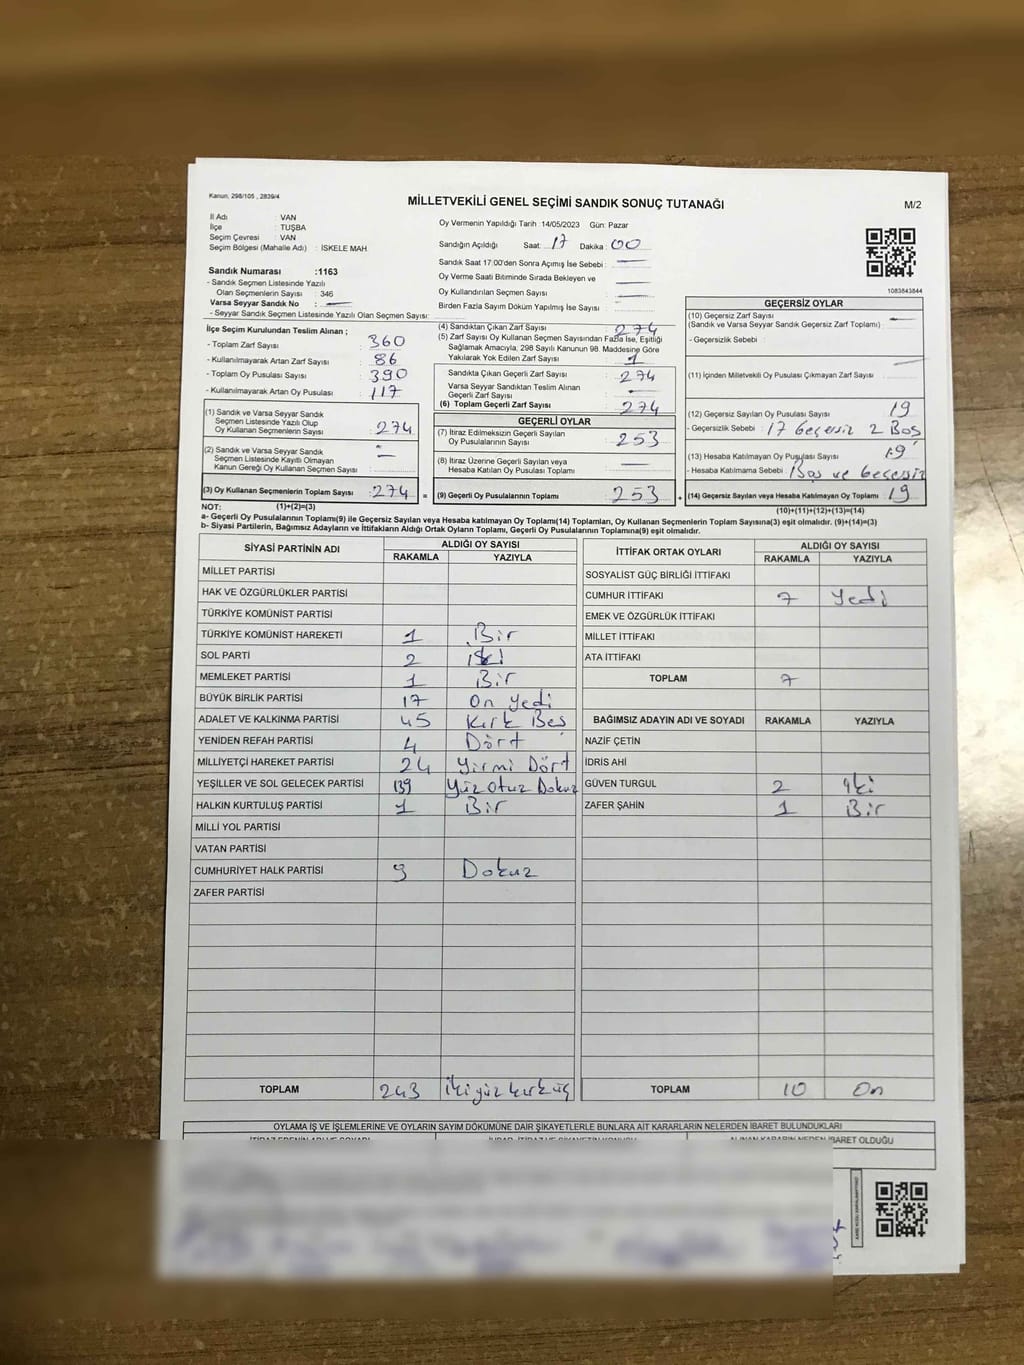 Kanun, 298/105 , 2839/4
MİLLETVEKİLİ GENEL SEÇİMİ SANDIK SONUÇ TUTANAĞI
M/2
İl Adı : VAN
İlçe : TUŞBA
Seçim Çevresi : VAN
Seçim Bölgesi (Mahalle Adı) : İSKELE MAH.
Oy Vermenin Yapıldığı Tarih :14/05/2023 Gün: Pazar
Sandığın Açıldığı Saat: 17 Dakika : 00
Sandık Saat 17:00'den Sonra Açımış İse Sebebi :
Oy Verme Saati Bitiminde Sırada Bekleyen ve
Oy Kullandırılan Seçmen Sayısı :
Birden Fazla Sayım Döküm Yapılmış İse Sayısı :
1083843844
Sandık Numarası :1163
- Sandık Seçmen Listesinde Yazılı
Olan Seçmenlerin Sayısı : 346
Varsa Seyyar Sandık No :
- Seyyar Sandık Seçmen Listesinde Yazılı Olan Seçmen Sayısı:
İlçe Seçim Kurulundan Teslim Alınan ;
- Toplam Zarf Sayısı : 360
- Kullanılmayarak Artan Zarf Sayısı : 86
- Toplam Oy Pusulası Sayısı : 390
- Kullanılmayarak Artan Oy Pusulası : 117
(1) Sandık ve Varsa Seyyar Sandık
Seçmen Listesinde Yazılı Olup
Oy Kullanan Seçmenlerin Sayısı : 274
(2) Sandık ve Varsa Seyyar Sandık
Seçmen Listesinde Kayıtlı Olmayan
Kanun Gereği Oy Kullanan Seçmen Sayısı :
(3) Oy Kullanan Seçmenlerin Toplam Sayısı : 274 =
(4) Sandıktan Çıkan Zarf Sayısı : 274
(5) Zarf Sayısı Oy Kullanan Seçmen Sayısından Fazla İse, Eşitliği
Sağlamak Amacıyla, 298 Sayılı Kanunun 98. Maddesine Göre
Yakılarak Yok Edilen Zarf Sayısı : 1
Sandıkta Çıkan Geçerli Zarf Sayısı : 274
Varsa Seyyar Sandıktan Teslim Alınan
Geçerli Zarf Sayısı :
(6) Toplam Geçerli Zarf Sayısı : 274
GEÇERLİ OYLAR
(7) İtiraz Edilmeksizin Geçerli Sayılan
Oy Pusulalarının Sayısı : 253
(8) İtiraz Üzerine Geçerli Sayılan veya
Hesaba Katılan Oy Pusulası Toplamı :
(9) Geçerli Oy Pusulalarının Toplamı : 253 +
GEÇERSİZ OYLAR
(10) Geçersiz Zarf Sayısı :
(Sandık ve Varsa Seyyar Sandık Geçersiz Zarf Toplamı)
- Geçersizlik Sebebi :
(11) İçinden Milletvekili Oy Pusulası Çıkmayan Zarf Sayısı :
(12) Geçersiz Sayılan Oy Pusulası Sayısı : 19
- Geçersizlik Sebebi : 17 Geçersiz 2 Boş
(13) Hesaba Katılmayan Oy Pusulası Sayısı : 19
- Hesaba Katılmama Sebebi : Boş ve Geçersiz
(14) Geçersiz Sayılan veya Hesaba Katılmayan Oy Toplamı : 19
NOT: (1)+(2)=(3)
(10)+(11)+(12)+(13)=(14)
a- Geçerli Oy Pusulalarının Toplamı(9) ile Geçersiz Sayılan veya Hesaba katılmayan Oy Toplamı(14) Toplamları, Oy Kullanan Seçmenlerin Toplam Sayısına(3) eşit olmalıdır. (9)+(14)=(3)
b- Siyasi Partilerin, Bağımsız Adayların ve İttifakların Aldığı Ortak Oyların Toplamı, Geçerli Oy Pusulalarının Toplamına(9) eşit olmalıdır.
SİYASİ PARTİNİN ADI ALDIĞI OY SAYISI
RAKAMLA YAZIYLA
MİLLET PARTİSİ
HAK VE ÖZGÜRLÜKLER PARTİSİ
TÜRKİYE KOMÜNİST PARTİSİ
TÜRKİYE KOMÜNİST HAREKETİ 1 Bir
SOL PARTİ 2 iki
MEMLEKET PARTİSİ 1 Bir
BÜYÜK BİRLİK PARTİSİ 17 On Yedi
ADALET VE KALKINMA PARTİSİ 45 Kırk Beş
YENİDEN REFAH PARTİSİ 4 Dört
MİLLİYETÇİ HAREKET PARTİSİ 24 Yirmi Dört
YEŞİLLER VE SOL GELECEK PARTİSİ 139 Yüz Otuz Dokuz
HALKIN KURTULUŞ PARTİSİ 1 Bir
MİLLİ YOL PARTİSİ
VATAN PARTİSİ
CUMHURİYET HALK PARTİSİ 9 Dokuz
ZAFER PARTİSİ
TOPLAM 243 İkiyüz kırküç
İTTİFAK ORTAK OYLARI ALDIĞI OY SAYISI
RAKAMLA YAZIYLA
SOSYALİST GÜÇ BİRLİĞİ İTTİFAKI
CUMHUR İTTİFAKI 7 Yedi
EMEK VE ÖZGÜRLÜK İTTİFAKI
MİLLET İTTİFAKI
ATA İTTİFAKI
TOPLAM 7
BAĞIMSIZ ADAYIN ADI VE SOYADI RAKAMLA YAZIYLA
NAZİF ÇETİN
İDRİS AHİ
GÜVEN TURGUL 2 iki
ZAFER ŞAHİN 1 Bir
TOPLAM 10 On
OYLAMA İŞ VE İŞLEMLERİNE VE OYLARIN SAYIM DÖKÜMÜNE DAİR ŞİKAYETLERLE BUNLARA AİT KARARLARIN NELERDEN İBARET BULUNDUKLARI
ALINAN KARARIN NEDEN İBARET OLDUĞU